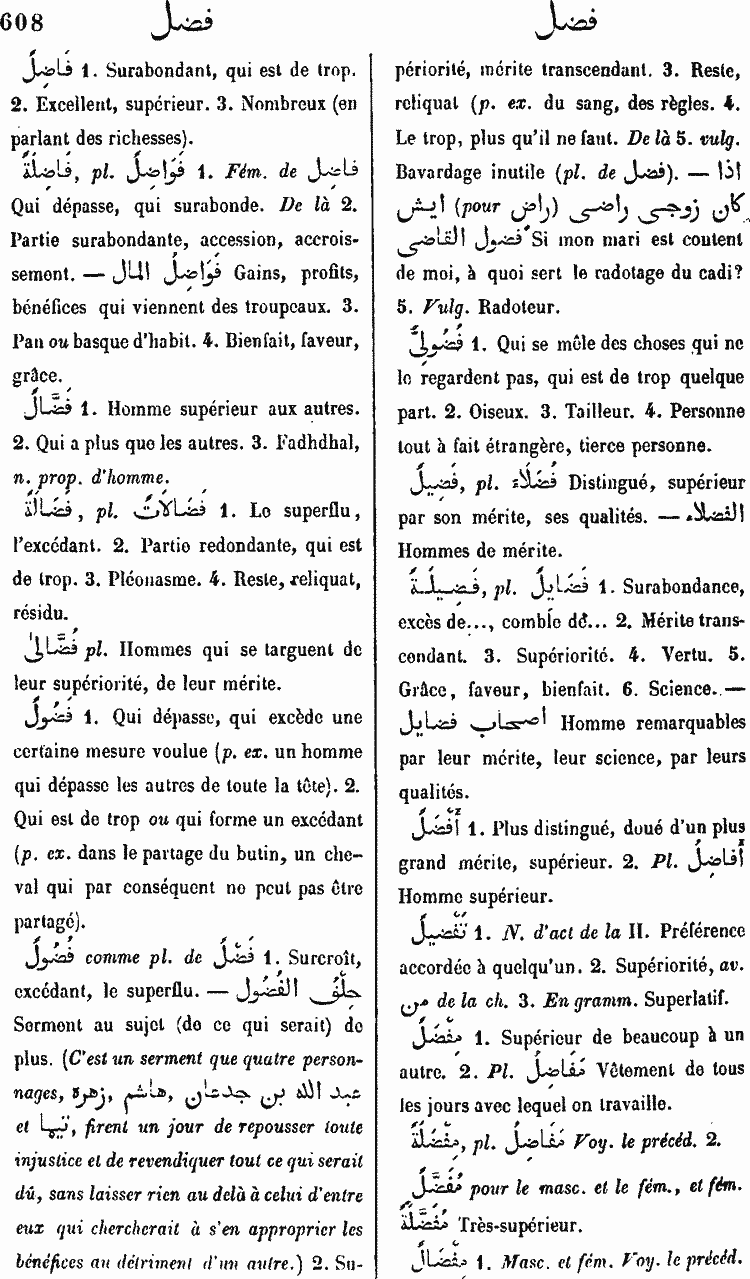 608 فضل فضل
فَاضِلٌ 1. Surabondant, qui est de trop.
2. Excellent, supérieur. 3. Nombreux (en
parlant des richesses).
فَاضِلَةٌ, pl. فَوَاضِلُ 1. Fém. de فاضل
Qui dépasse, qui surabonde. De là 2.
Partie surabondante, accession, accrois-
sement. — فَوَاضِلُ المال Gains, profits,
bénéfices qui viennent des troupeaux. 3.
Pan ou basque d'habit. 4. Bienfait, faveur,
grâce.
فَضَّالٌ 1. Homme supérieur aux autres.
2. Qui a plus que les autres. 3. Fadhdhal,
n. prop. d'homme.
فَضَالَةٌ, pl. فَضَالَاتٌ 1. Le superflu,
l'excédant. 2. Partie redondante, qui est
de trop. 3. Pléonasme. 4. Reste, reliquat,
résidu.
فُضَّالَى pl. Hommes qui se targuent de
leur supériorité, de leur mérite.
فَضُولٌ 1. Qui dépasse, qui excède une
certaine mesure voulue (p. ex. un homme
qui dépasse les autres de toute la tête). 2.
Qui est de trop ou qui forme un excédant
(p. ex. dans le partage du butin, un che-
val qui par conséquent ne peut pas être
partagé).
فُضُولٌ comme pl. de فَضْلٌ 1. Surcroît,
excédant, le superflu. — حِلْفُ الفُضُول
Serment au sujet (de ce qui serait) de
plus. (C'est un serment que quatre person-
nages, عبد الله بن جدعان, هاشم, زهرة,
et تيها, firent un jour de repousser toute
injustice et de revendiquer tout ce qui serait
dû, sans laisser rien au delà à celui d'entre
eux qui chercherait à s'en approprier les
bénéfices au détriment d'un autre.) 2. Su-
périorité, mérite transcendant. 3. Reste,
reliquat (p. ex. du sang, des règles. 4.
Le trop, plus qu'il ne faut. De là 5. vulg.
Bavardage inutile (pl. de فضل). — اذا
كان زوجى راضى (راض pour) ايش
فضول القاضى Si mon mari est content
de moi, à quoi sert le radotage du cadi?
5. Vulg. Radoteur.
فُضُولِىٌّ 1. Qui se mêle des choses qui ne
le regardent pas, qui est de trop quelque
part. 2. Oiseux. 3. Tailleur. 4. Personne
tout à fait étrangère, tierce personne.
فَضِيلٌ, pl. فُضَلَاءُ Distingué, supérieur
par son mérite, ses qualités. — الفضلاء
Hommes de mérite.
فَضِيلَةٌ, pl. فَضَايِلُ 1. Surabondance,
excès de..., comble de... 2. Mérite trans-
cendant. 3. Supériorité. 4. Vertu. 5.
Grâce, faveur, bienfait. 6. Science. —
أصحاب فضايل Homme remarquables
par leur mérite, leur science, par leurs
qualités.
أَفْضَلُ 1. Plus distingué, doué d'un plus
grand mérite, supérieur. 2. Pl. أَفَاضِلُ
Homme supérieur.
تَفْضِيلٌ 1. N. d'act de la II. Préférence
accordée à quelqu'un. 2. Supériorité, av.
من de la ch. 3. En gramm. Superlatif.
مِفْضَلٌ 1. Supérieur de beaucoup à un
autre. 2. Pl. مَفَاضِلُ Vêtement de tous
les jours avec lequel on travaille.
مِفْضَلَةٌ, pl. مَفَاضِلُ Voy. le précéd. 2.
مُفَضَّلٌ pour le masc. et le fém., et fém.
مُفَضَّلَةٌ Très-supérieur.
مِفْضَالٌ 1. Masc. et fém. Voy. le précéd.